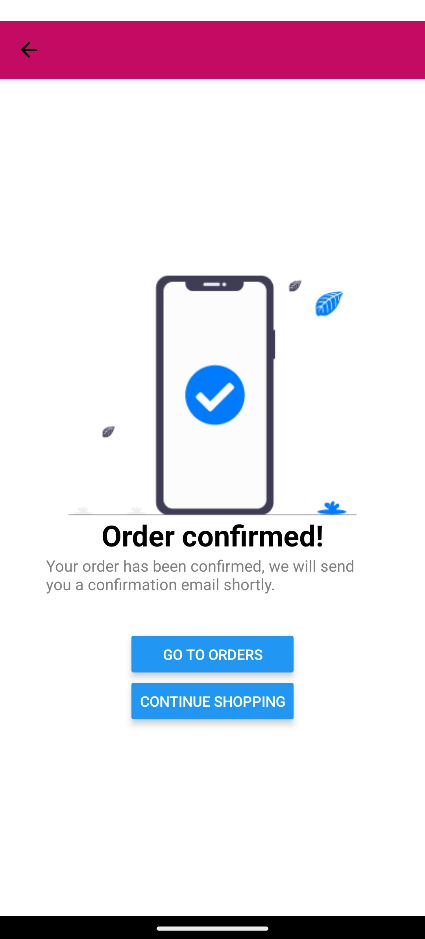 Order confirmed!
Your order has been confirmed, we will send
you a confirmation email shortly.
GO TO ORDERS
CONTINUE SHOPPING